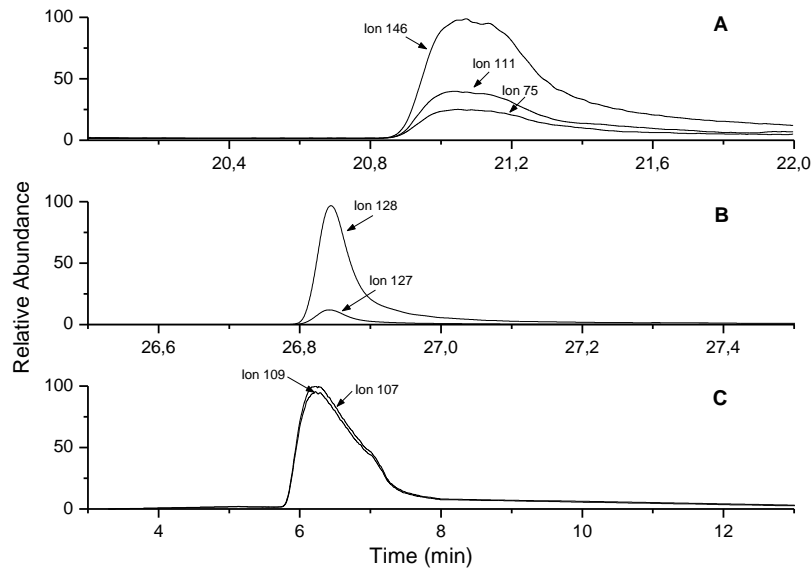 100
50
0
20,4
20,8
21,2
21,6
22,0
Ion 146
Ion 111
Ion 75
A
100
50
0
26,6
26,8
27,0
27,2
27,4
Ion 128
Ion 127
B
100
50
0
4
6
8
10
12
Ion 109
Ion 107
C
Relative Abundance
Time (min)